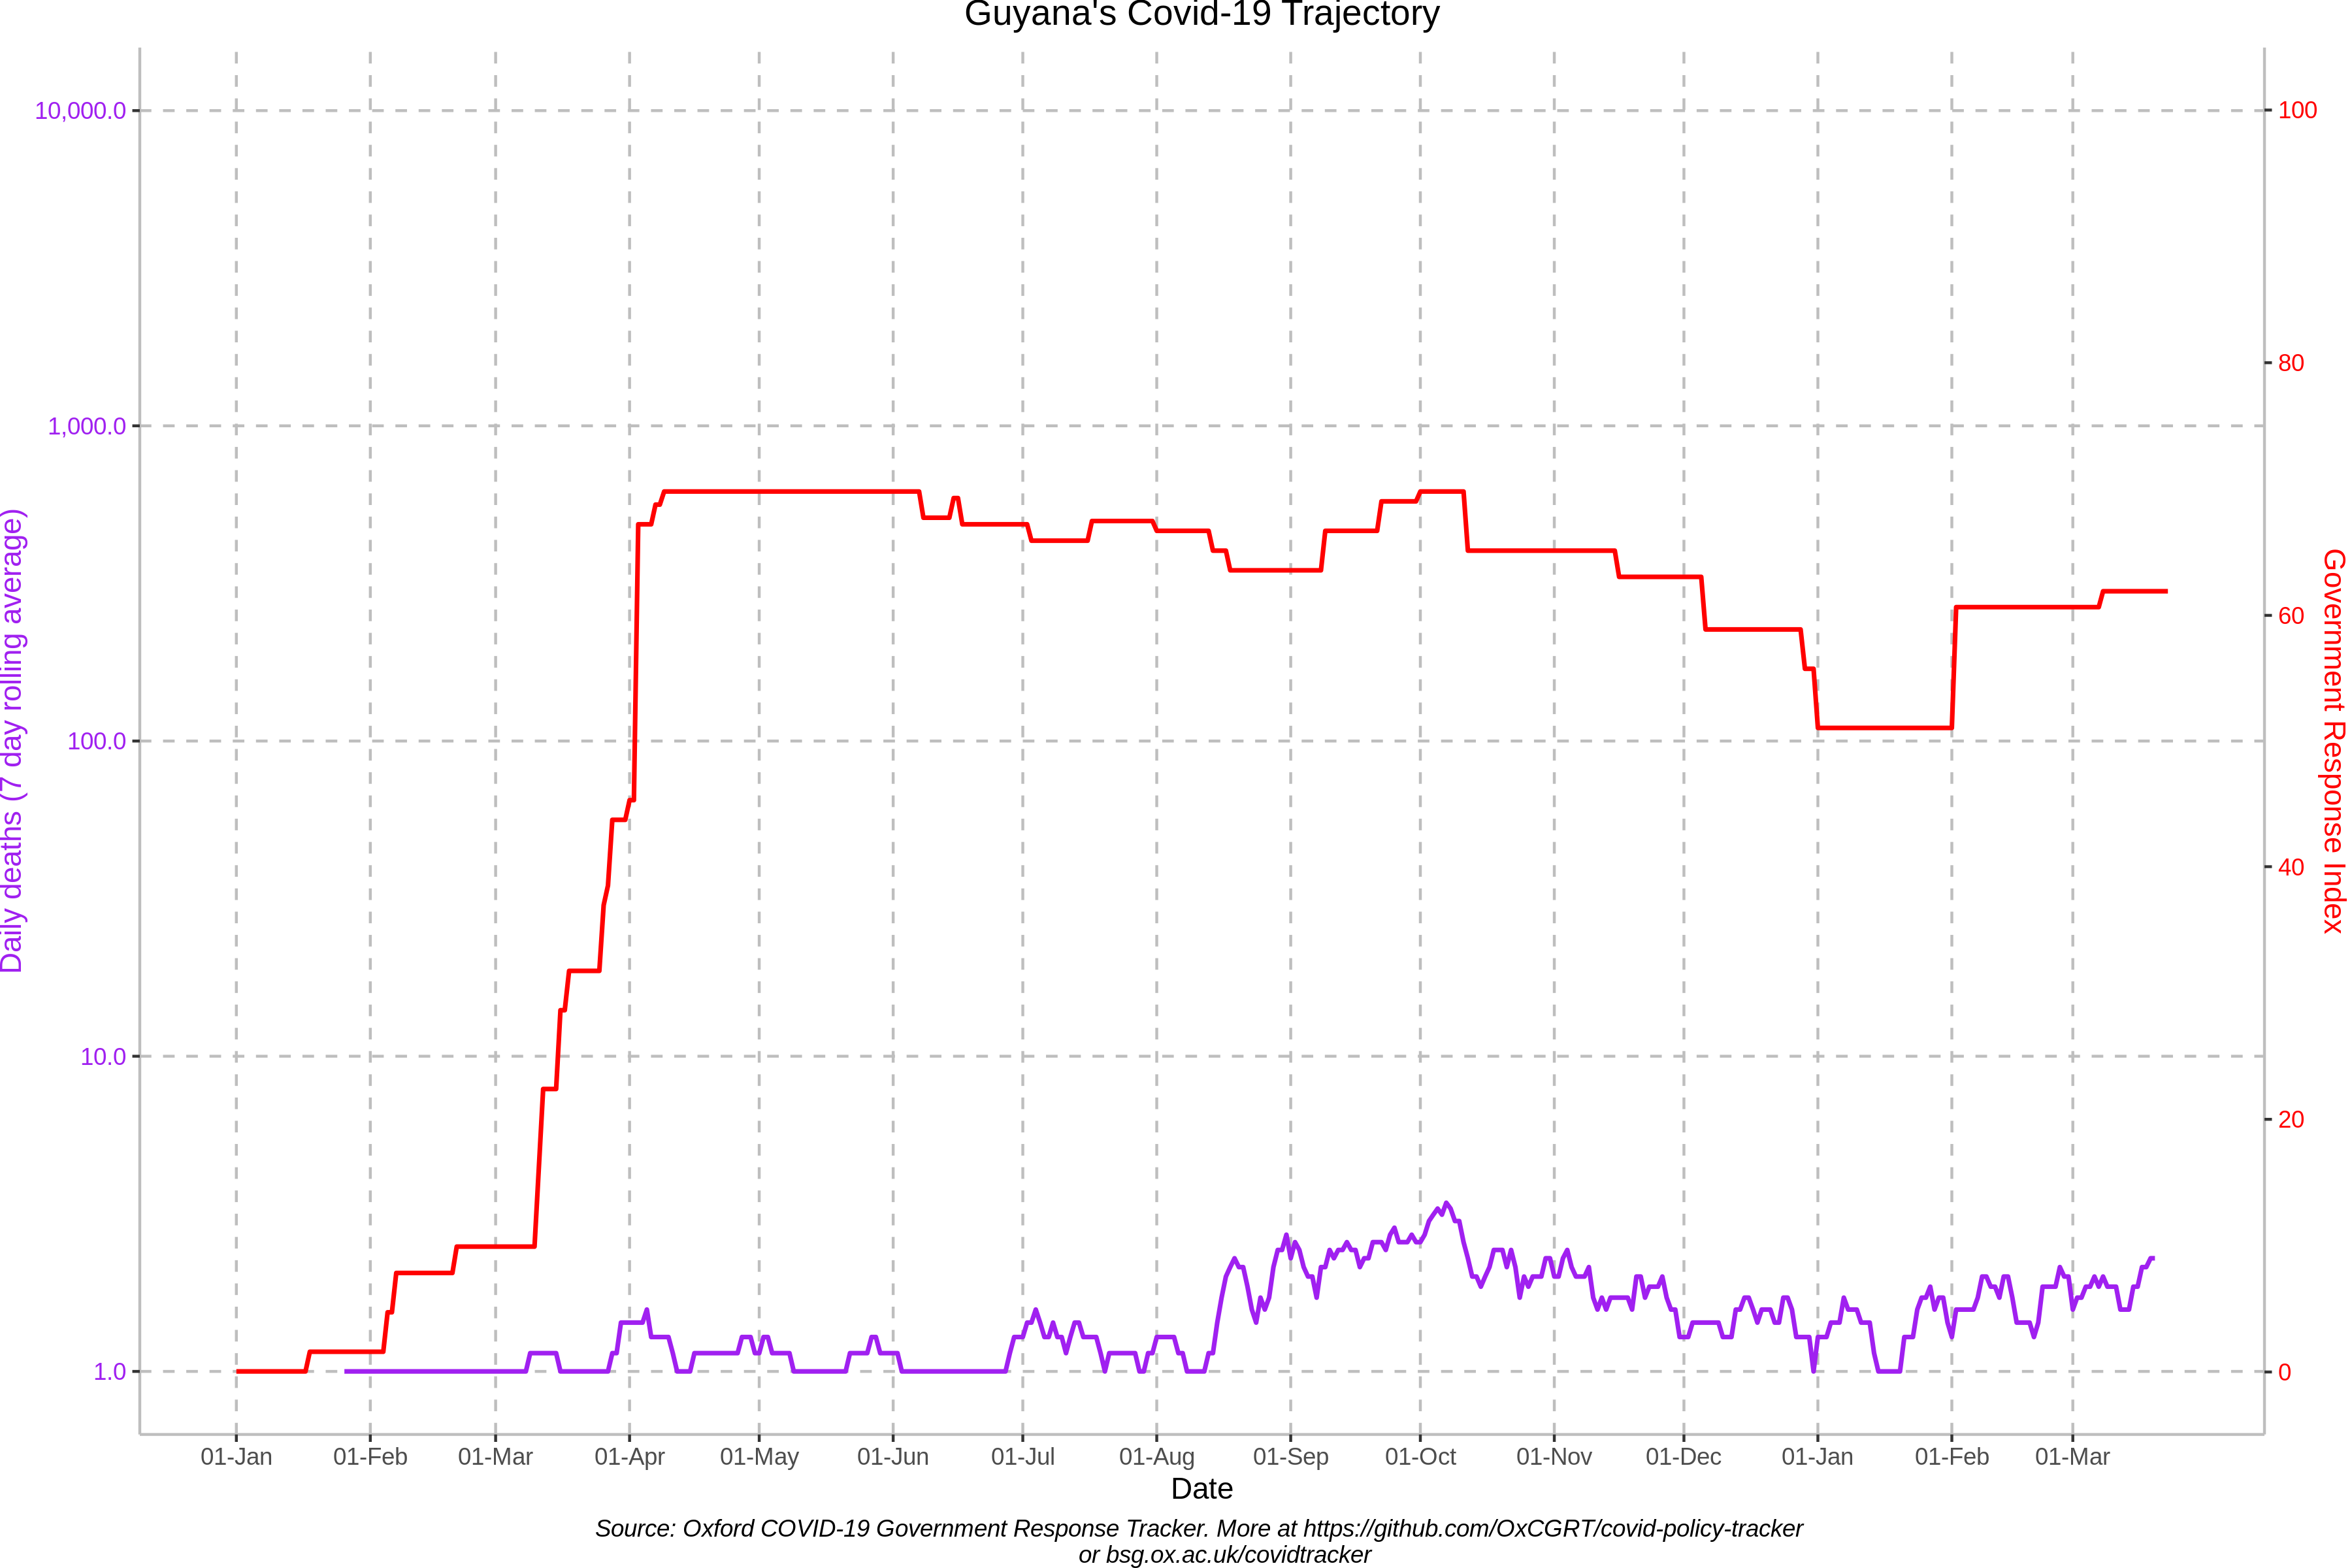 Guyana's Covid-19 Trajectory
10,000.0
1,000.0
100.0
10.0
1.0
Daily deaths (7 day rolling average)
100
80
60
40
20
0
Government Response Index
01-Jan 01-Feb 01-Mar 01-Apr 01-May 01-Jun 01-Jul 01-Aug 01-Sep 01-Oct 01-Nov 01-Dec 01-Jan 01-Feb 01-Mar
Date
Source: Oxford COVID-19 Government Response Tracker. More at https://github.com/OxCGRT/covid-policy-tracker
or bsg.ox.ac.uk/covidtracker